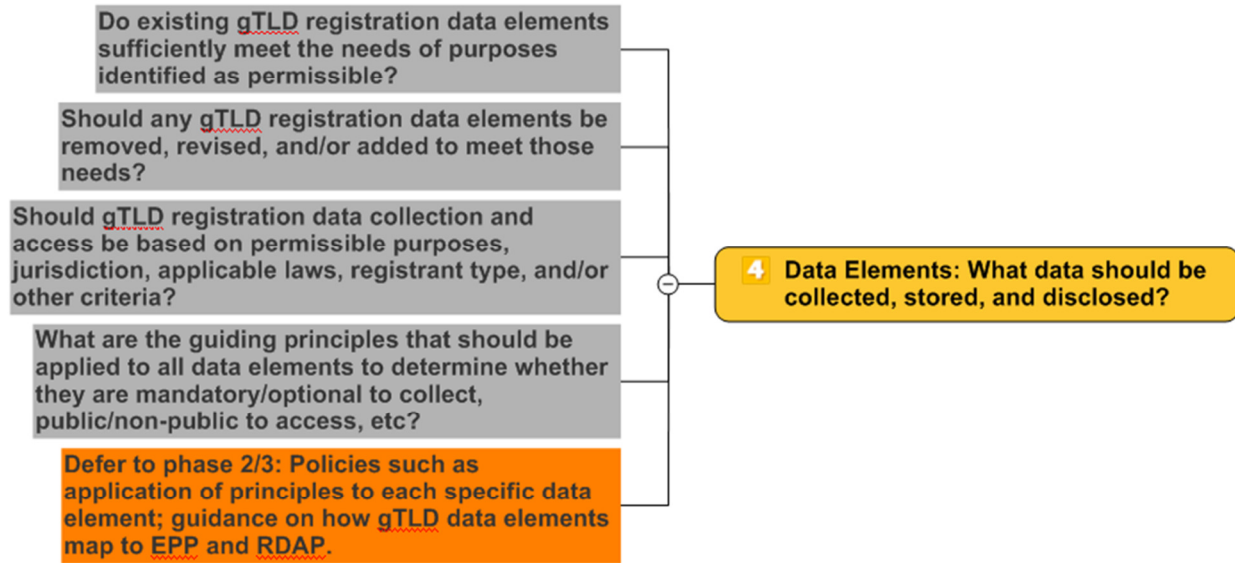 Do existing gTLD registration data elements
sufficiently meet the needs of purposes
identified as permissible?
Should any gTLD registration data elements be
removed, revised, and/or added to meet those
needs?
Should gTLD registration data collection and
access be based on permissible purposes,
jurisdiction, applicable laws, registrant type, and/or
other criteria?
What are the guiding principles that should be
applied to all data elements to determine whether
they are mandatory/optional to collect,
public/non-public to access, etc?
Defer to phase 2/3: Policies such as
application of principles to each specific data
element; guidance on how gTLD data elements
map to EPP and RDAP.
4 Data Elements: What data should be
collected, stored, and disclosed?